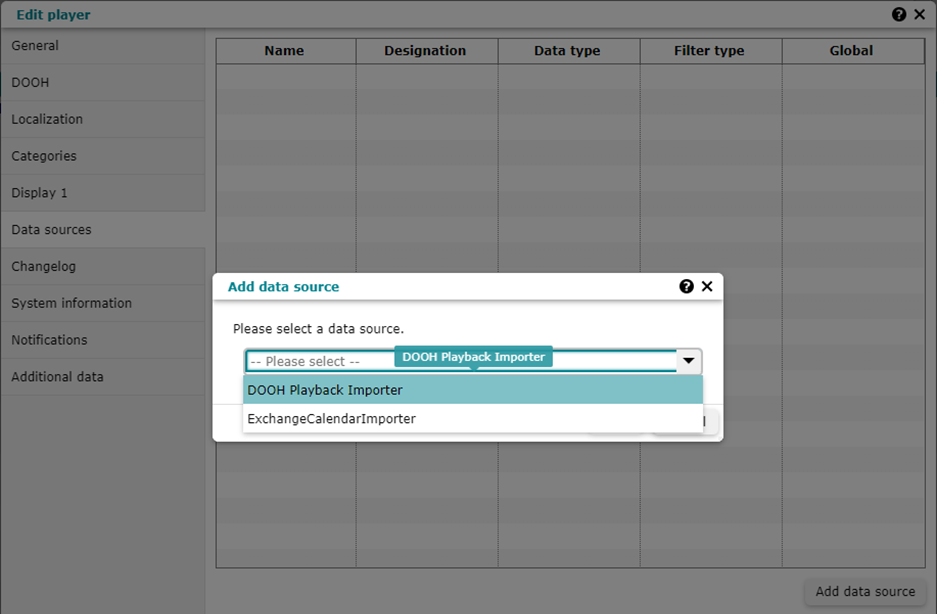 Edit player
General
DOOH
Localization
Categories
Display 1
Data sources
Changelog
System information
Notifications
Additional data
Name Designation Data type Filter type Global
Add data source
Please select a data source.
-- Please select --
DOOH Playback Importer
DOOH Playback Importer
ExchangeCalendarImporter
Add data source